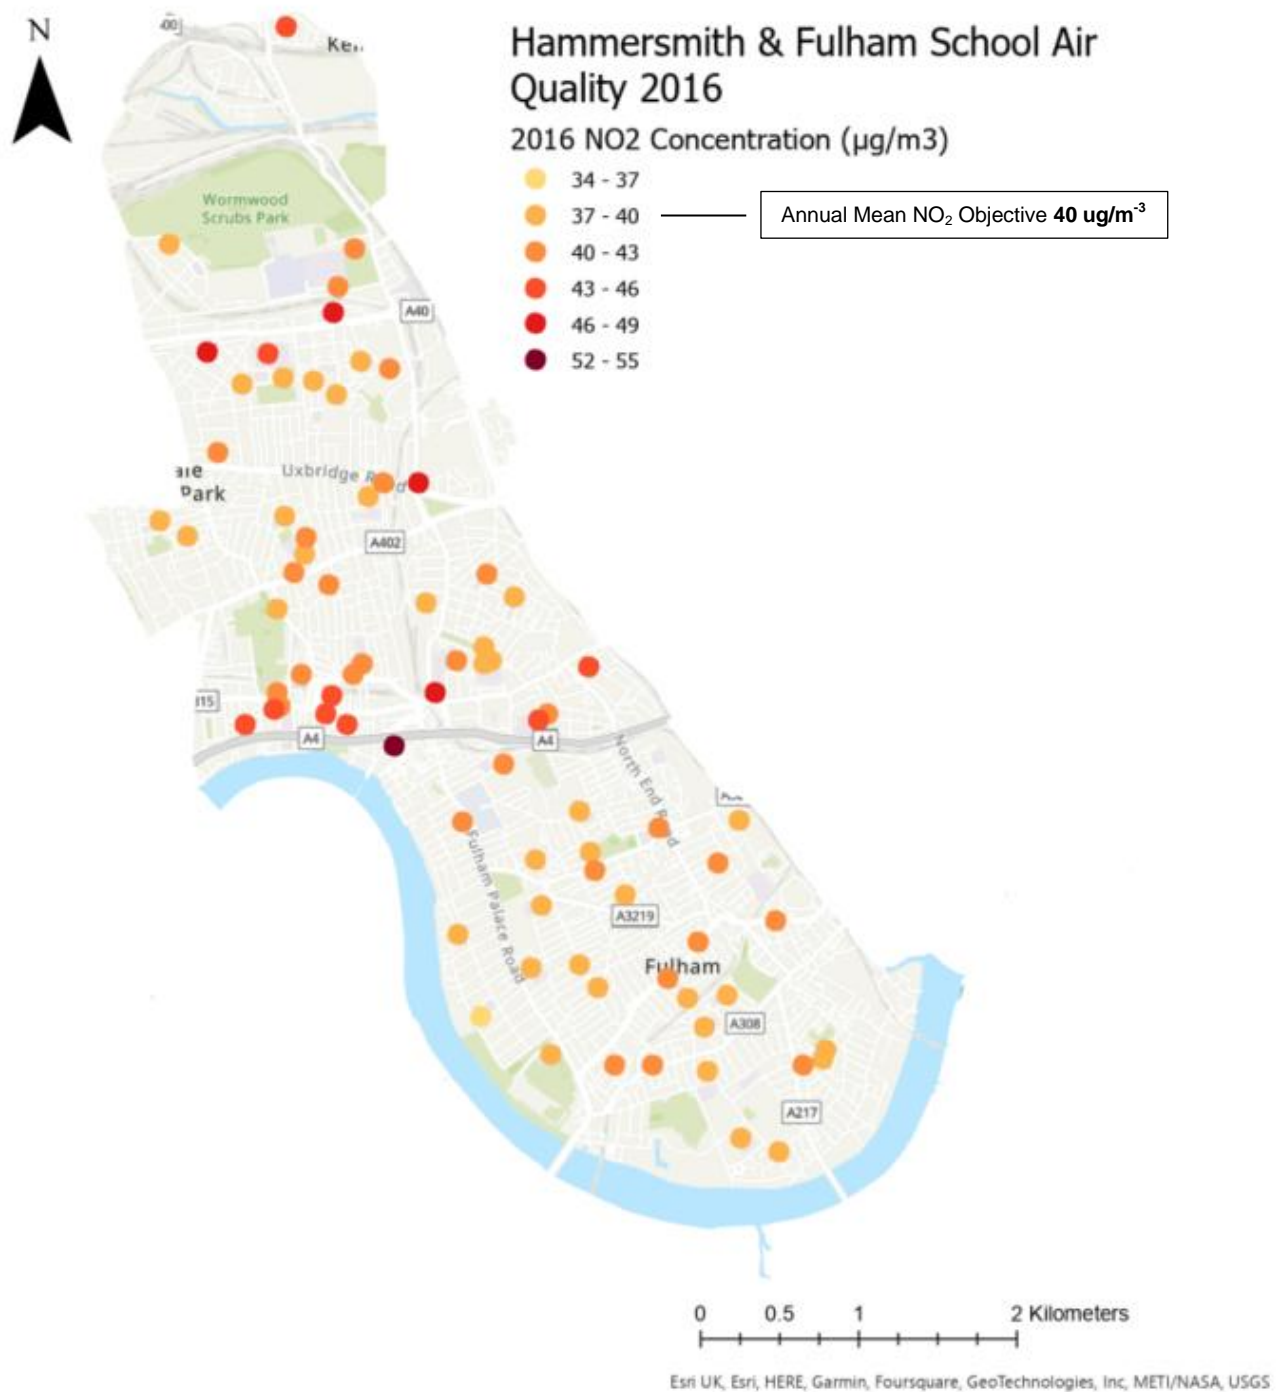 N
Hammersmith & Fulham School Air
Quality 2016
2016 NO2 Concentration (µg/m3)
34 - 37
37 - 40
Annual Mean NO₂ Objective 40 ug/m⁻³
40 - 43
43 - 46
46 - 49
52 - 55
Wormwood
Scrubs Park
A40
Uxbridge Road
Park
A402
A4
A4
North End Road
Fulham Palace Road
A3219
Fulham
A308
A217
0 0.5 1 2 Kilometers
Esri UK, Esri, HERE, Garmin, Foursquare, GeoTechnologies, Inc, METI/NASA, USGS